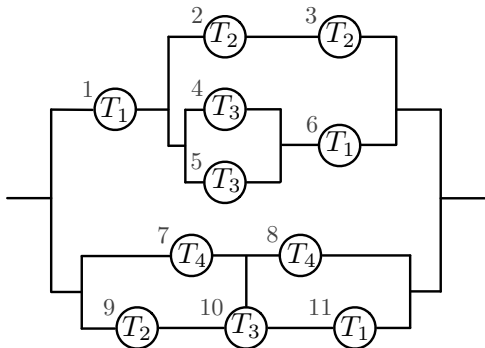 2 3
T₂ T₂
1 4
T₁ T₃
5 6
T₃ T₁
7 8
T₄ T₄
9 10 11
T₂ T₃ T₁